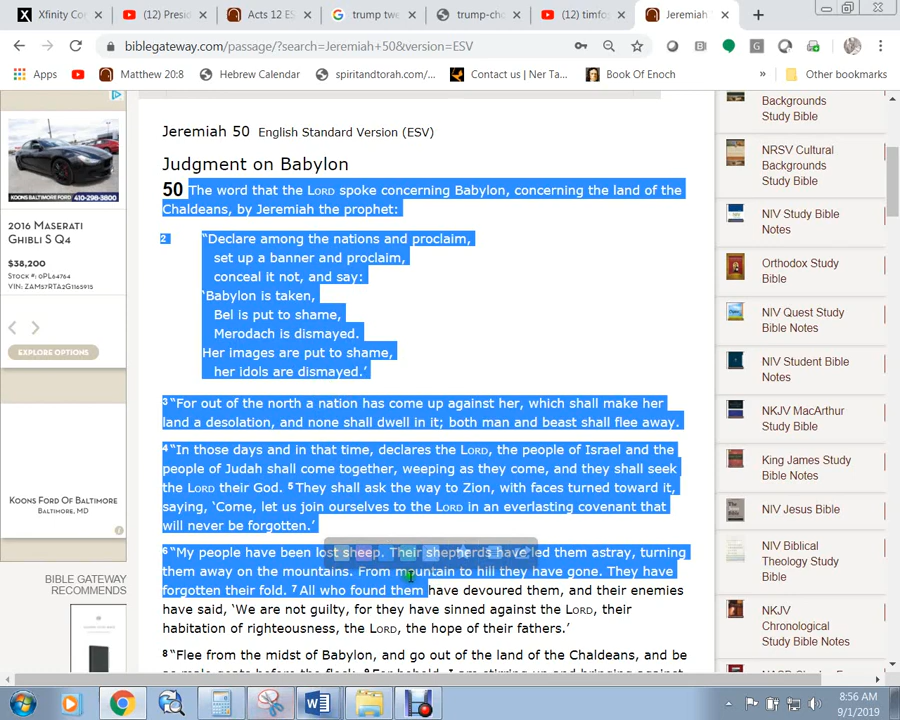 Xfinity Co
(12) Presi
Acts 12 ES
trump twe
trump-ch
(12) timfo
Jeremiah
biblegateway.com/passage/?search=Jeremiah+50&version=ESV
Apps
Matthew 20:8
Hebrew Calendar
spiritandtorah.com/...
Contact us | Ner Ta...
Book Of Enoch
»
Other bookmarks
2016 MASERATI
GHIBLI S Q4
$38,200
STOCK #: 0PL64764
VIN: ZAM57RTA2G1165915
EXPLORE OPTIONS
KOONS FORD OF BALTIMORE
BALTIMORE, MD
BIBLE GATEWAY
RECOMMENDS
Jeremiah 50 English Standard Version (ESV)
Judgment on Babylon
50 The word that the LORD spoke concerning Babylon, concerning the land of the
Chaldeans, by Jeremiah the prophet:
2 “Declare among the nations and proclaim,
set up a banner and proclaim,
conceal it not, and say:
‘Babylon is taken,
Bel is put to shame,
Merodach is dismayed.
Her images are put to shame,
her idols are dismayed.’
3 “For out of the north a nation has come up against her, which shall make her
land a desolation, and none shall dwell in it; both man and beast shall flee away.
4 “In those days and in that time, declares the LORD, the people of Israel and the
people of Judah shall come together, weeping as they come, and they shall seek
the LORD their God. 5 They shall ask the way to Zion, with faces turned toward it,
saying, ‘Come, let us join ourselves to the LORD in an everlasting covenant that
will never be forgotten.’
6 “My people have been lost sheep. Their shepherds have led them astray, turning
them away on the mountains. From mountain to hill they have gone. They have
forgotten their fold. 7 All who found them have devoured them, and their enemies
have said, ‘We are not guilty, for they have sinned against the LORD, their
habitation of righteousness, the LORD, the hope of their fathers.’
8 “Flee from the midst of Babylon, and go out of the land of the Chaldeans, and be
Backgrounds
Study Bible
NRSV Cultural
Backgrounds
Study Bible
NIV Study Bible
Notes
Orthodox Study
Bible
NIV Quest Study
Bible Notes
NIV Student Bible
Notes
NKJV MacArthur
Study Bible
King James Study
Bible Notes
NIV Jesus Bible
NIV Biblical
Theology Study
Bible
NKJV
Chronological
Study Bible Notes
8:56 AM
9/1/2019